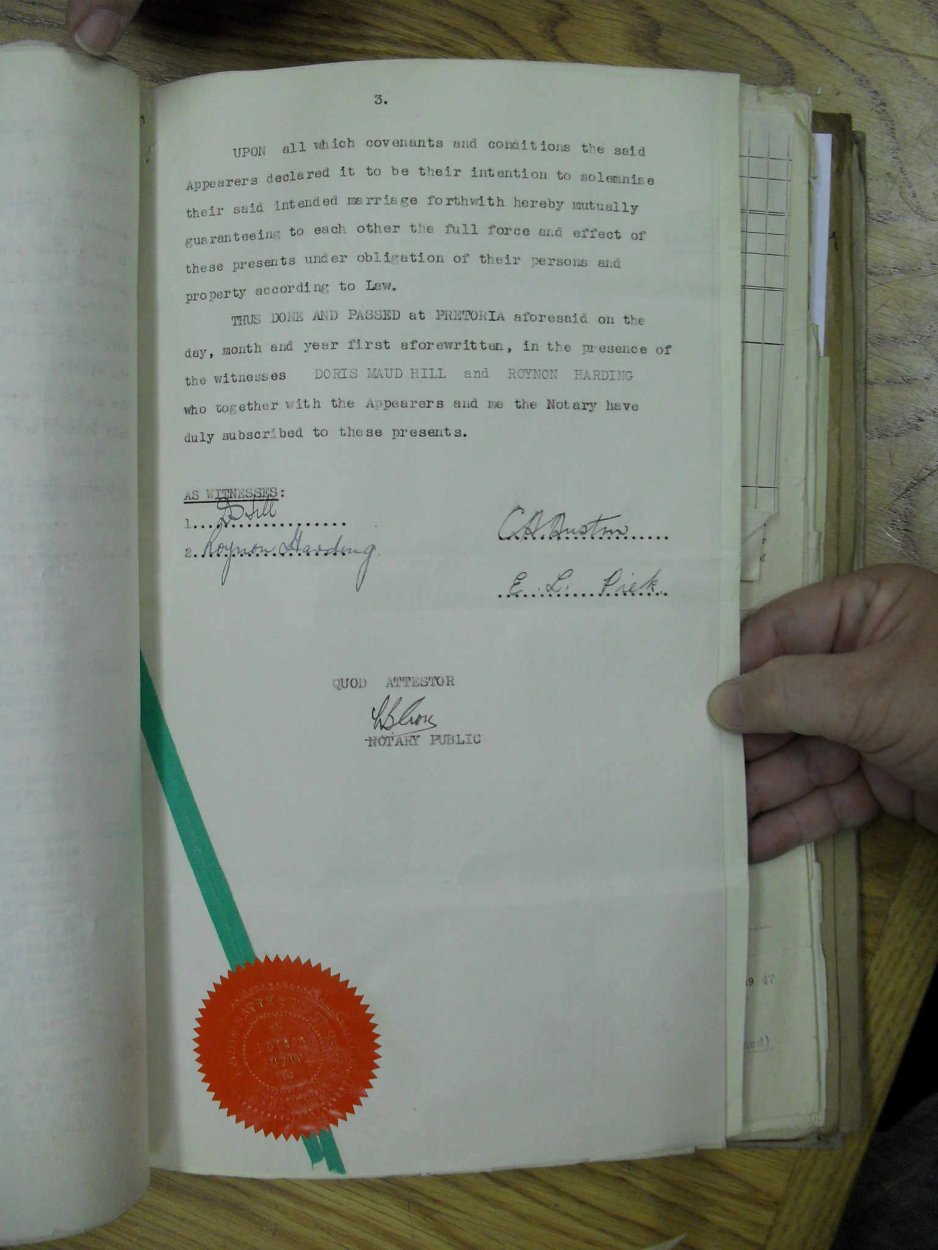 3.
UPON all which covenants and conditions the said
Appearers declared it to be their intention to solemnise
their said intended marriage forthwith hereby mutually
guaranteeing to each other the full force and effect of
these presents under obligation of their persons and
property according to Law.
THUS DONE AND PASSED at PRETORIA aforesaid on the
day, month and year first aforewritten, in the presence of
the witnesses DORIS MAUD HILL and ROYNON HARDING
who together with the Appearers and me the Notary have
duly subscribed to these presents.
AS WITNESSES:
1. D Hill
2. Roynon Harding
C.H. Austin
E. L. Piek
QUOD ATTESTOR
NOTARY PUBLIC
19 47